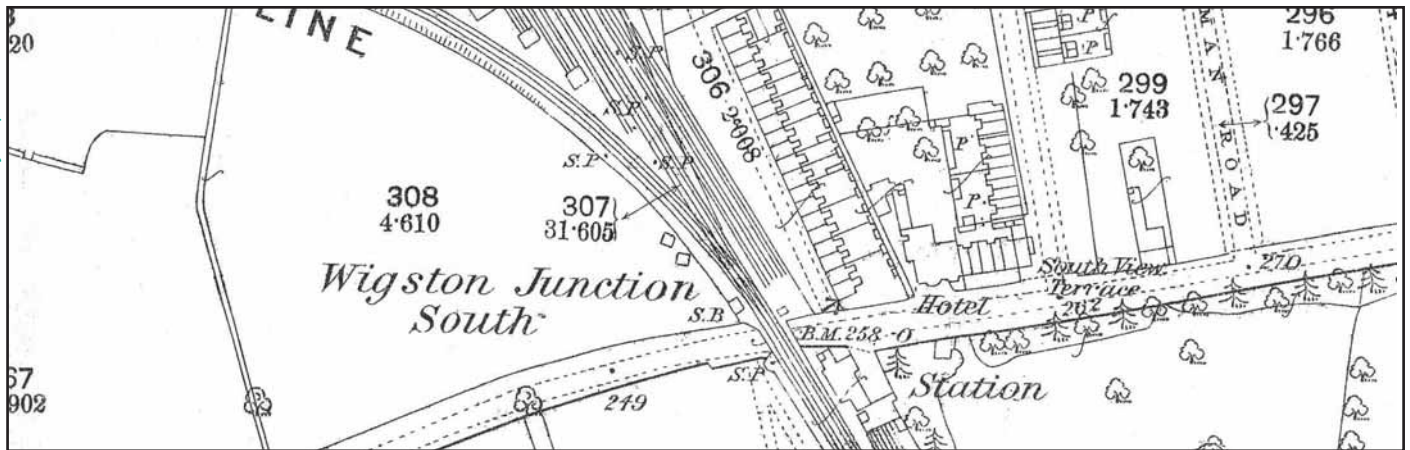 LINE
20
308
4·610
307
31·605
306
2·008
S.P
S.P
S.P
S.P
Wigston Junction
South
S.B
S.P
249
B.M. 258·0
Hotel
Station
South View
Terrace
262
270
P
P
P
P
299
1·743
MAN ROAD
296
1·766
297
·425
67
902